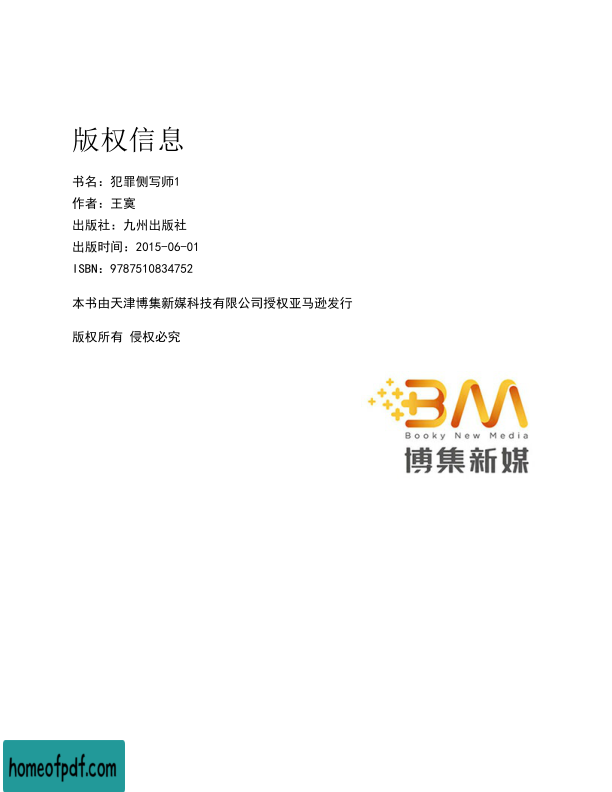 版权信息
书名：犯罪侧写师1
作者：王寞
出版社：九州出版社
出版时间：2015-06-01
ISBN：9787510834752
本书由天津博集新媒科技有限公司授权亚马逊发行
版权所有 侵权必究
BM
Booky New Media
博集新媒
homeofpdf.com